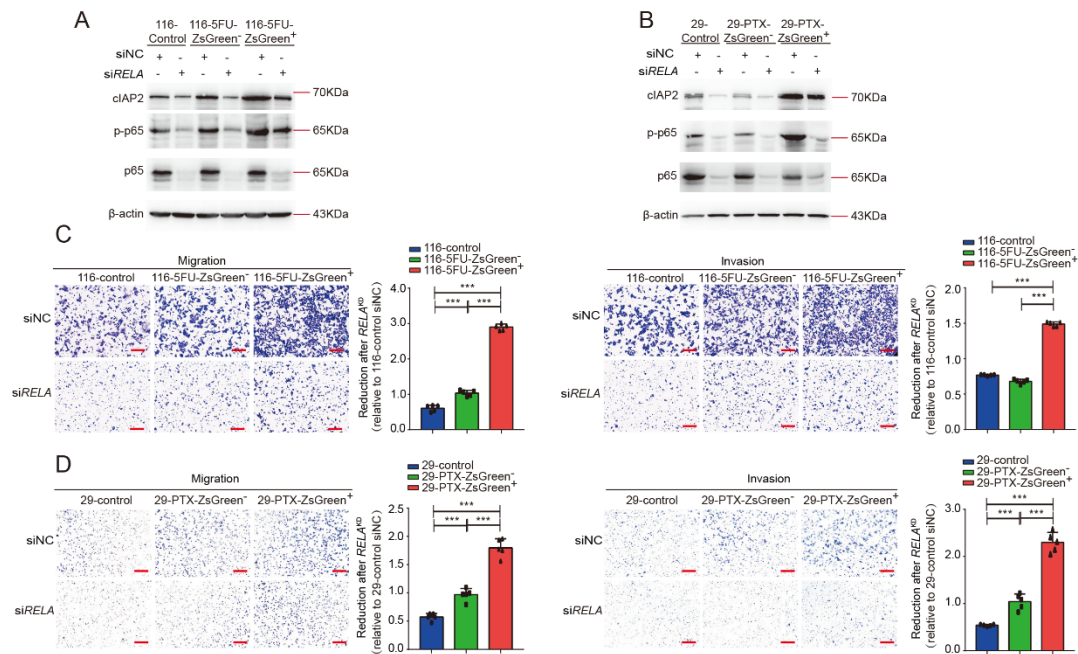 A
116-Control 116-5FU-ZsGreen⁻ 116-5FU-ZsGreen⁺
siNC + - + - + -
siRELA - + - + - +
cIAP2 70KDa
p-p65 65KDa
p65 65KDa
β-actin 43KDa
B
29-Control 29-PTX-ZsGreen⁻ 29-PTX-ZsGreen⁺
siNC + - + - + -
siRELA - + - + - +
cIAP2 70KDa
p-p65 65KDa
p65 65KDa
β-actin 43KDa
C
Migration
116-control 116-5FU-ZsGreen⁻ 116-5FU-ZsGreen⁺
siNC
siRELA
116-control
116-5FU-ZsGreen⁻
116-5FU-ZsGreen⁺
Reduction after RELAᴷᴰ
(relative to 116-control siNC)
4.0
3.0
2.0
1.0
0.0
***
*** ***
Invasion
116-control 116-5FU-ZsGreen⁻ 116-5FU-ZsGreen⁺
siNC
siRELA
116-control
116-5FU-ZsGreen⁻
116-5FU-ZsGreen⁺
Reduction after RELAᴷᴰ
(relative to 116-control siNC)
2.0
1.5
1.0
0.5
0.0
***
***
D
Migration
29-control 29-PTX-ZsGreen⁻ 29-PTX-ZsGreen⁺
siNC
siRELA
29-control
29-PTX-ZsGreen⁻
29-PTX-ZsGreen⁺
Reduction after RELAᴷᴰ
(relative to 29-control siNC)
2.5
2.0
1.5
1.0
0.5
0.0
***
*** ***
Invasion
29-control 29-PTX-ZsGreen⁻ 29-PTX-ZsGreen⁺
siNC
siRELA
29-control
29-PTX-ZsGreen⁻
29-PTX-ZsGreen⁺
Reduction after RELAᴷᴰ
(relative to 29-control siNC)
3.0
2.0
1.0
0.0
***
*** ***